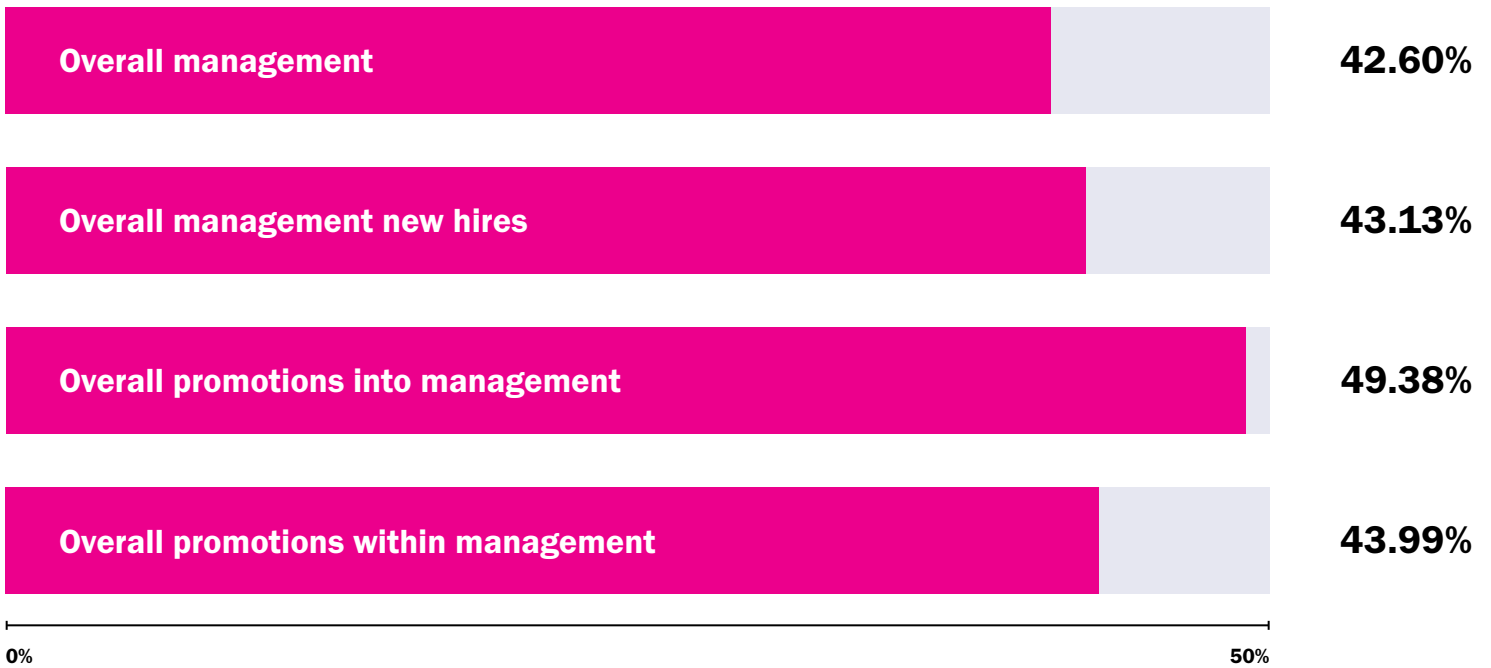 Overall management 42.60%
Overall management new hires 43.13%
Overall promotions into management 49.38%
Overall promotions within management 43.99%
0% 50%